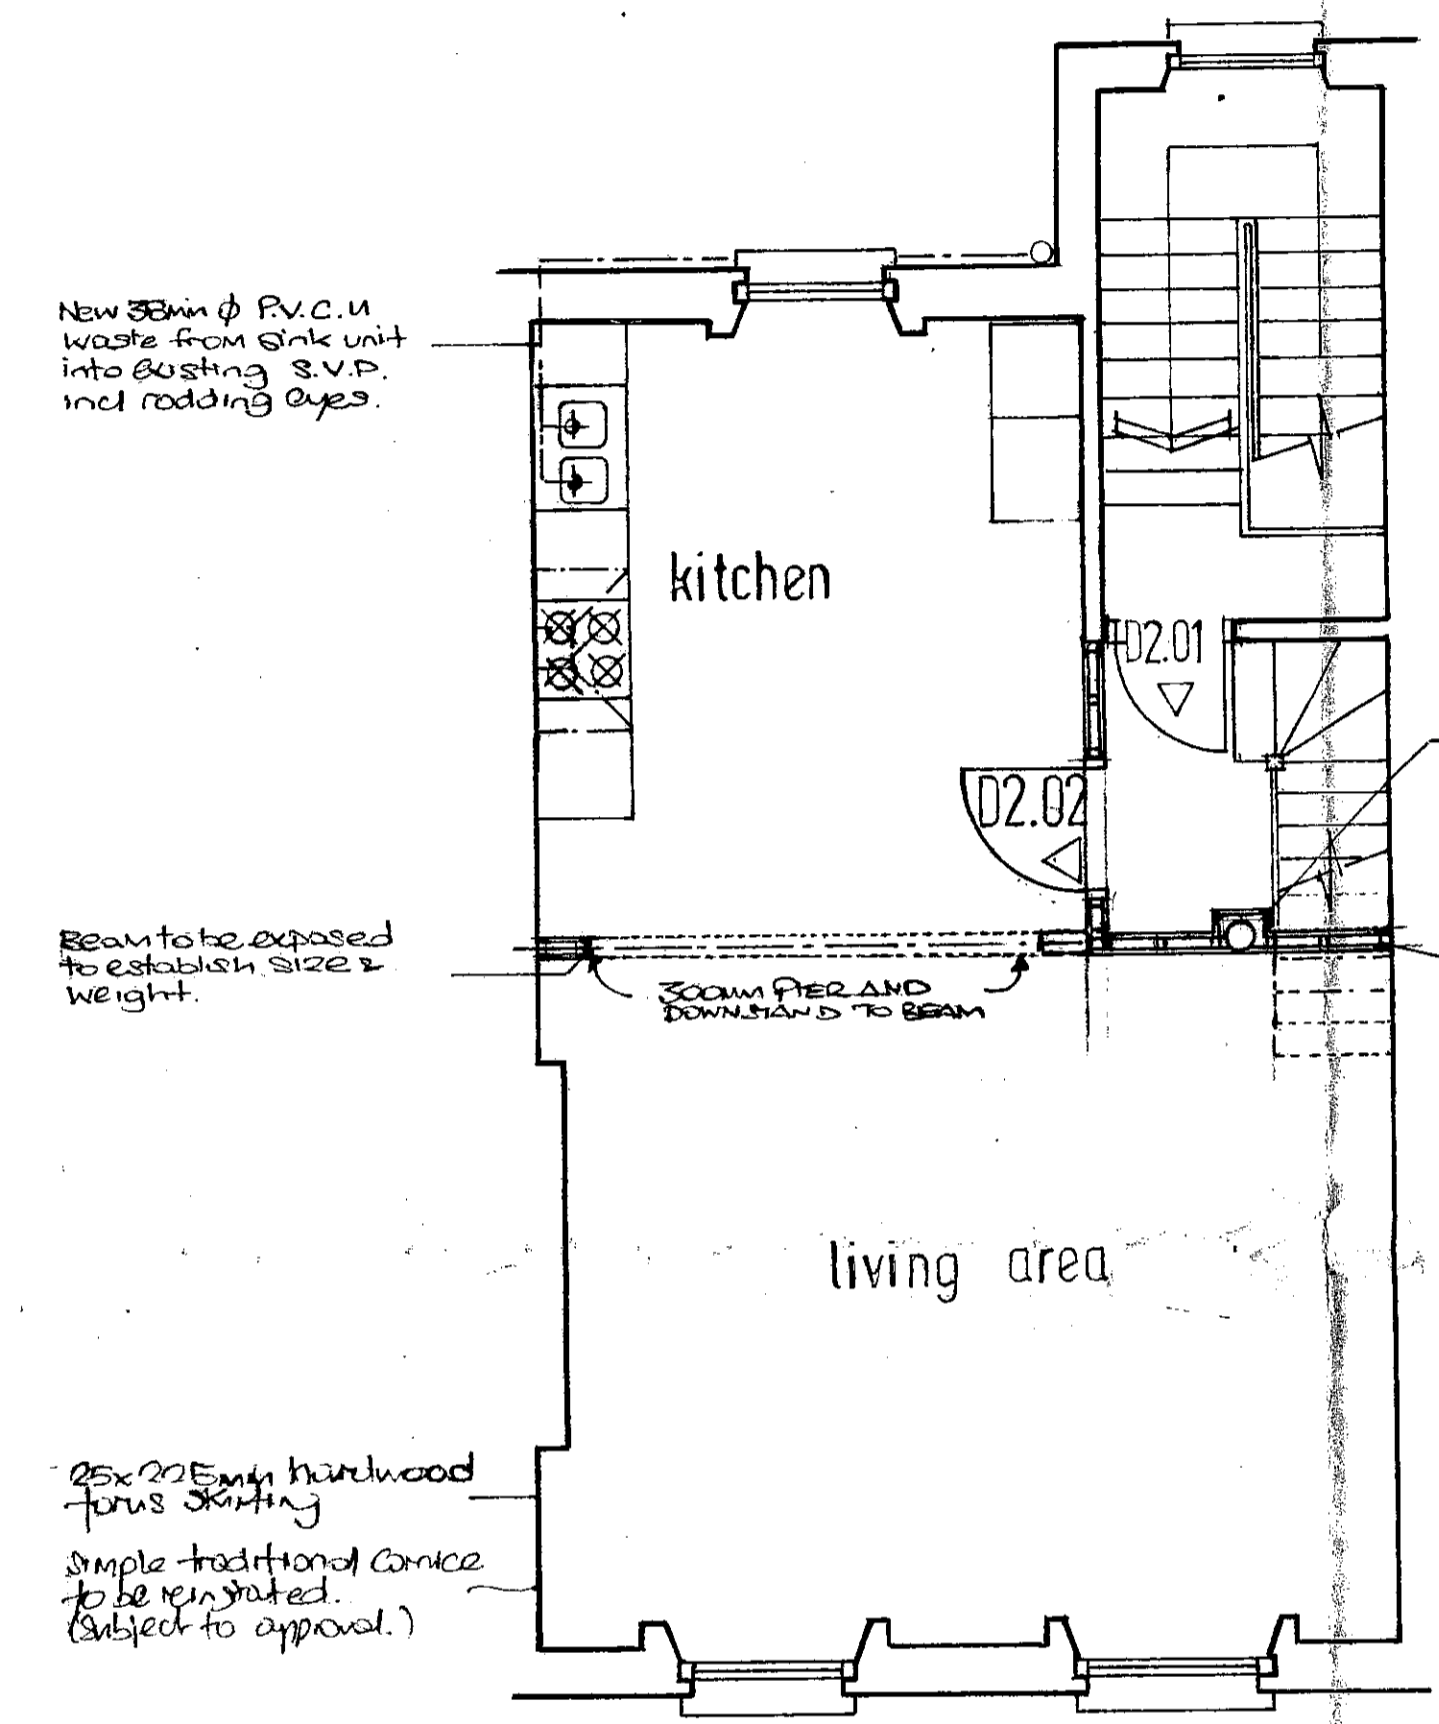 New 38mm ϕ P.V.C.U
waste from sink unit
into existing S.V.P.
incl rodding eyes.
kitchen
D2.01
D2.02
Beam to be exposed
to establish size &
weight.
300mm PIER AND
DOWNSTAND TO BEAM
living area
25x225mm hardwood
torus skirting
simple traditional cornice
to be reinstated.
(subject to approval.)